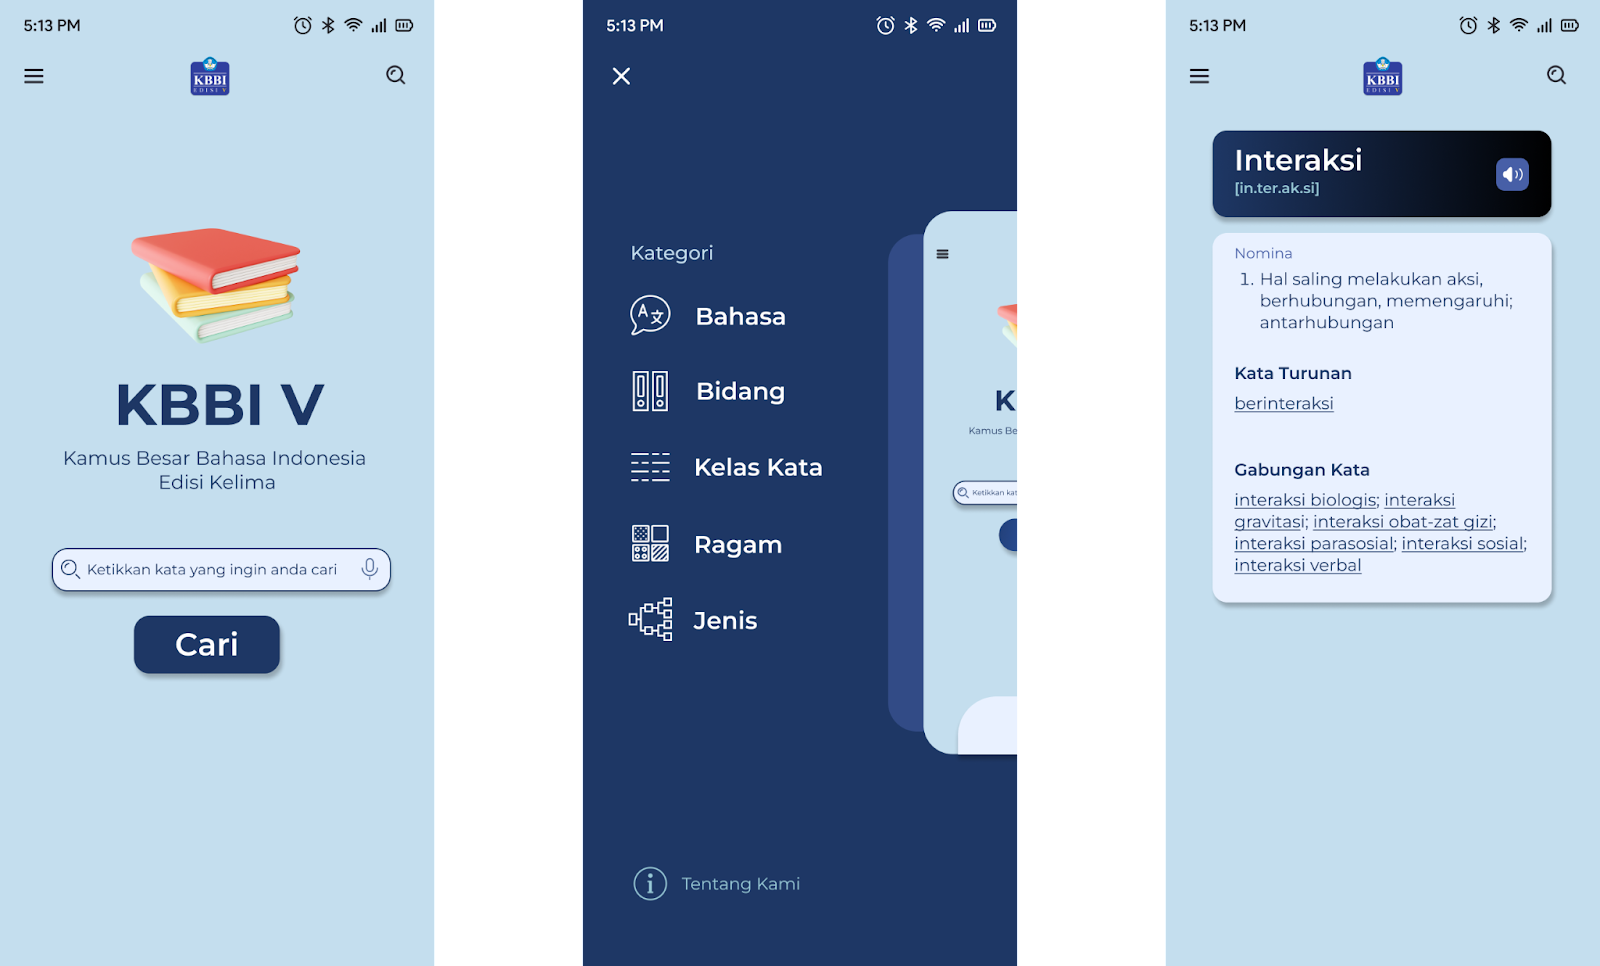 5:13 PM
KBBI
EDISI V
KBBI V
Kamus Besar Bahasa Indonesia
Edisi Kelima
Ketikkan kata yang ingin anda cari
Cari
5:13 PM
Kategori
Bahasa
Bidang
Kelas Kata
Ragam
Jenis
Tentang Kami
K
Kamus Be
Ketikkan kat
5:13 PM
KBBI
EDISI V
Interaksi
[in.ter.ak.si]
Nomina
1. Hal saling melakukan aksi,
berhubungan, memengaruhi;
antarhubungan
Kata Turunan
berinteraksi
Gabungan Kata
interaksi biologis; interaksi
gravitasi; interaksi obat-zat gizi;
interaksi parasosial; interaksi sosial;
interaksi verbal